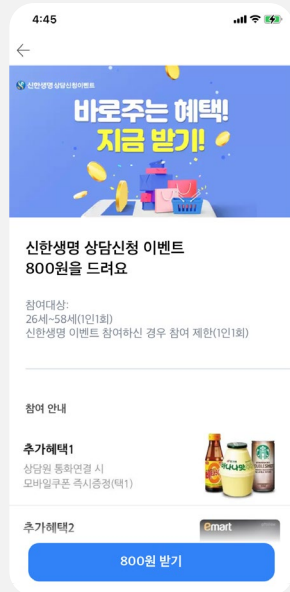 4:45
신한생명 상담신청이벤트
바로주는 혜택!
지금 받기!
신한생명 상담신청 이벤트
800원을 드려요
참여대상:
26세~58세(1인1회)
신한생명 이벤트 참여하신 경우 참여 제한(1인1회)
참여 안내
추가혜택1
상담원 통화연결 시
모바일쿠폰 즉시증정(택1)
바나나맛
추가혜택2
emart
800원 받기